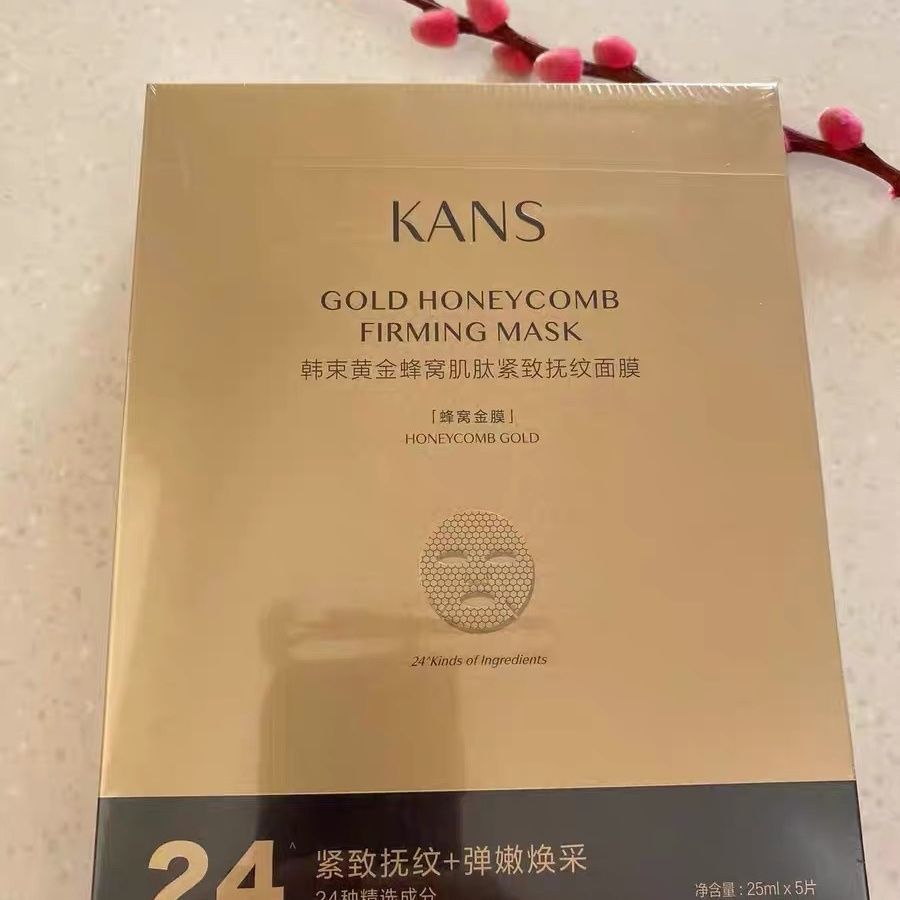 KANS
GOLD HONEYCOMB
FIRMING MASK
韩束黄金蜂窝肌肽紧致抚纹面膜
「蜂窝金膜」
HONEYCOMB GOLD
24^Kinds of Ingredients
24^
紧致抚纹+弹嫩焕采
24种精选成分
净含量：25ml x 5片